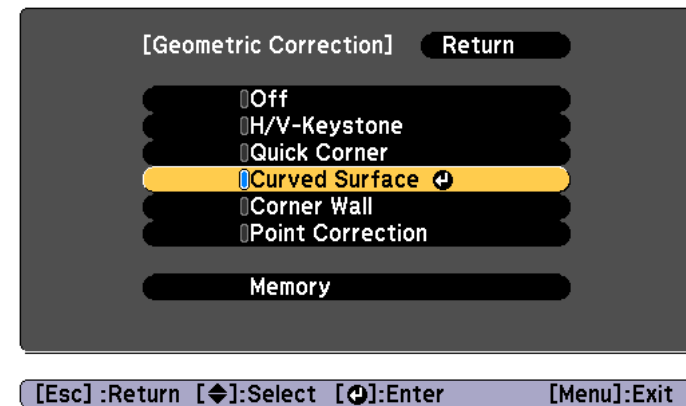 [Geometric Correction] Return
Off
H/V-Keystone
Quick Corner
Curved Surface
Corner Wall
Point Correction
Memory
[Esc] :Return [◆]:Select [⏎]:Enter [Menu]:Exit